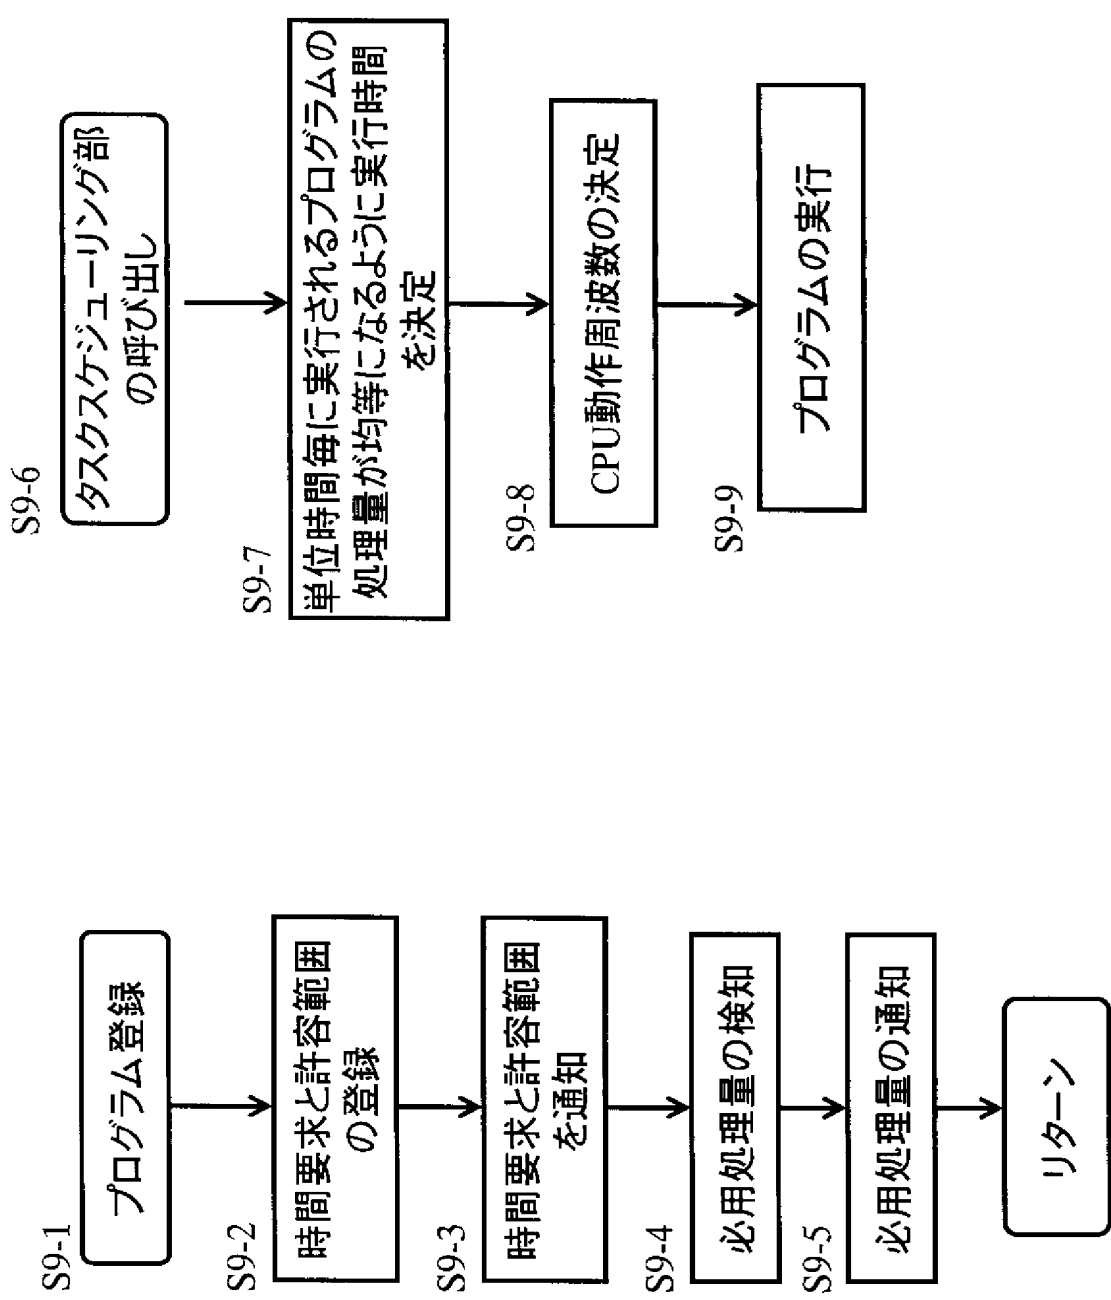 S9-1
プログラム登録
S9-2
時間要求と許容範囲
の登録
S9-3
時間要求と許容範囲
を通知
S9-4
必用処理量の検知
S9-5
必用処理量の通知
リターン
S9-6
タスクスケジューリング部
の呼び出し
S9-7
単位時間毎に実行されるプログラムの
処理量が均等になるように実行時間
を決定
S9-8
CPU動作周波数の決定
S9-9
プログラムの実行